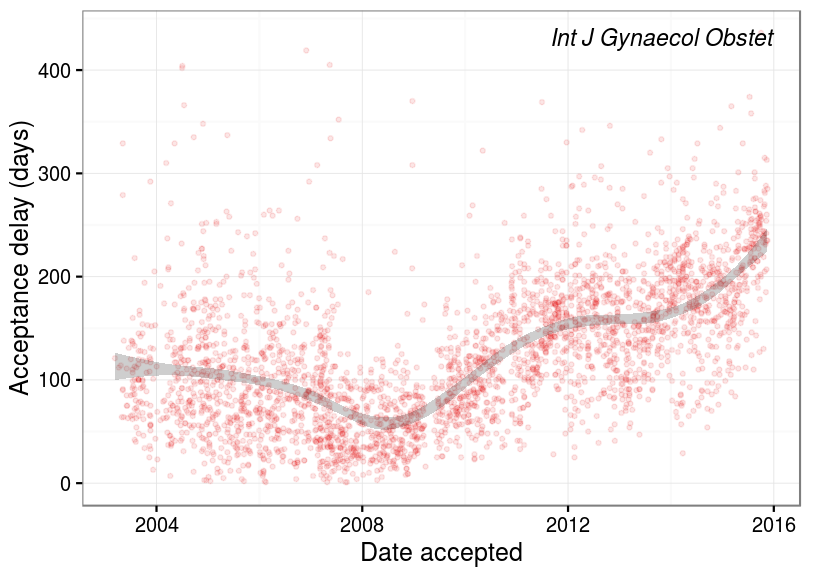 Int J Gynaecol Obstet
Acceptance delay (days)
400
300
200
100
0
2004 2008 2012 2016
Date accepted